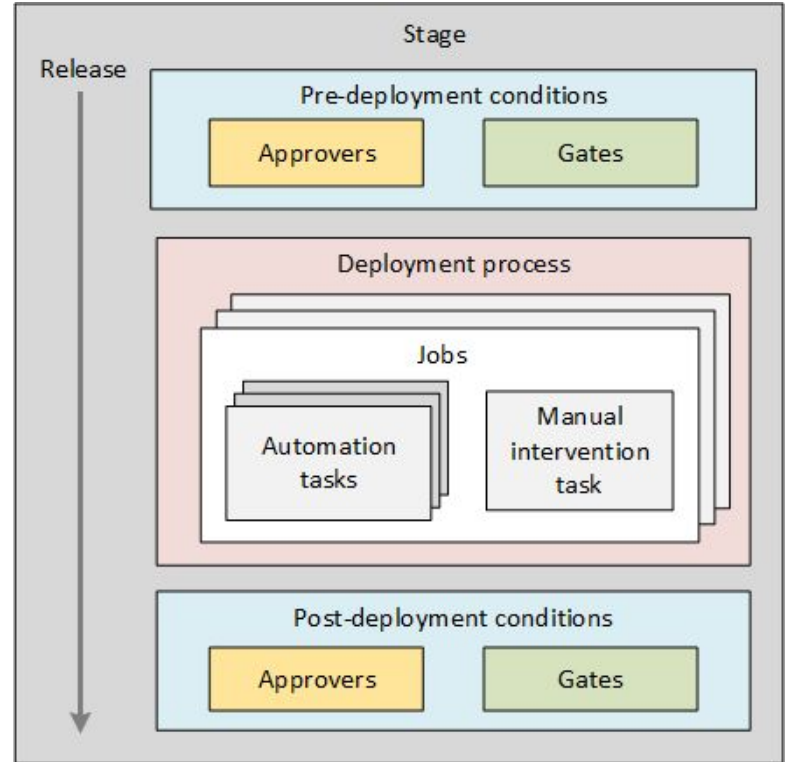 Stage
Release
Pre-deployment conditions
Approvers
Gates
Deployment process
Jobs
Automation
tasks
Manual
intervention
task
Post-deployment conditions
Approvers
Gates